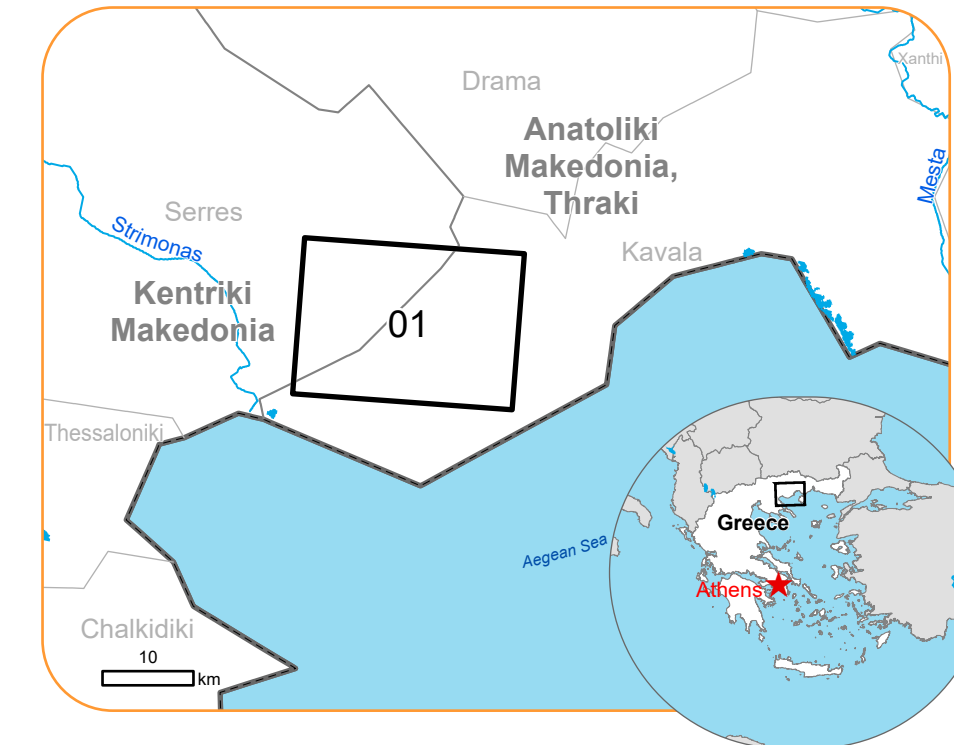 Xanthi
Drama
Anatoliki
Makedonia,
Thraki
Mesta
Serres
Strimonas
Kavala
Kentriki
Makedonia
01
Thessaloniki
Greece
Aegean Sea
Athens
Chalkidiki
10
km